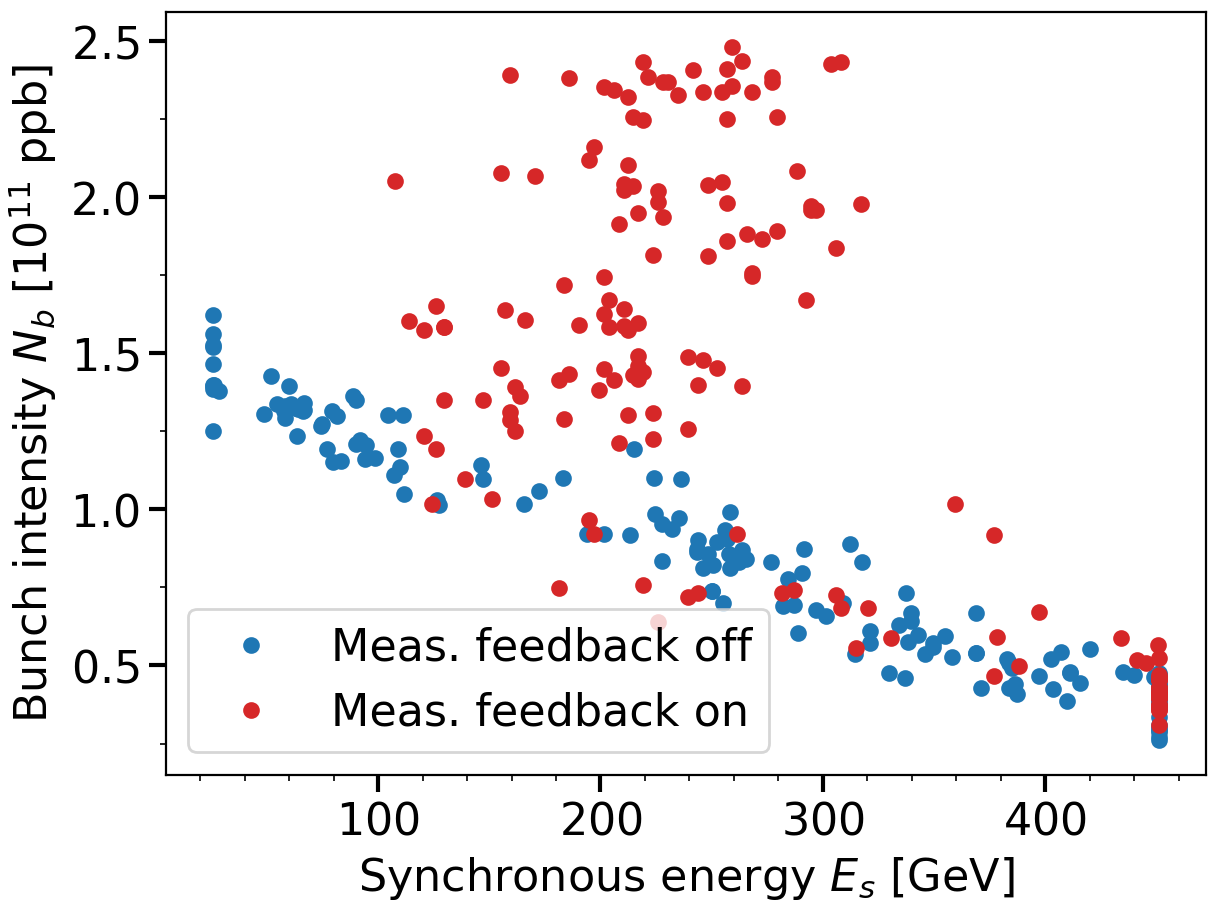 2.5
2.0
1.5
1.0
0.5
Bunch intensity N_b [10^11 ppb]
Meas. feedback off
Meas. feedback on
100 200 300 400
Synchronous energy E_s [GeV]